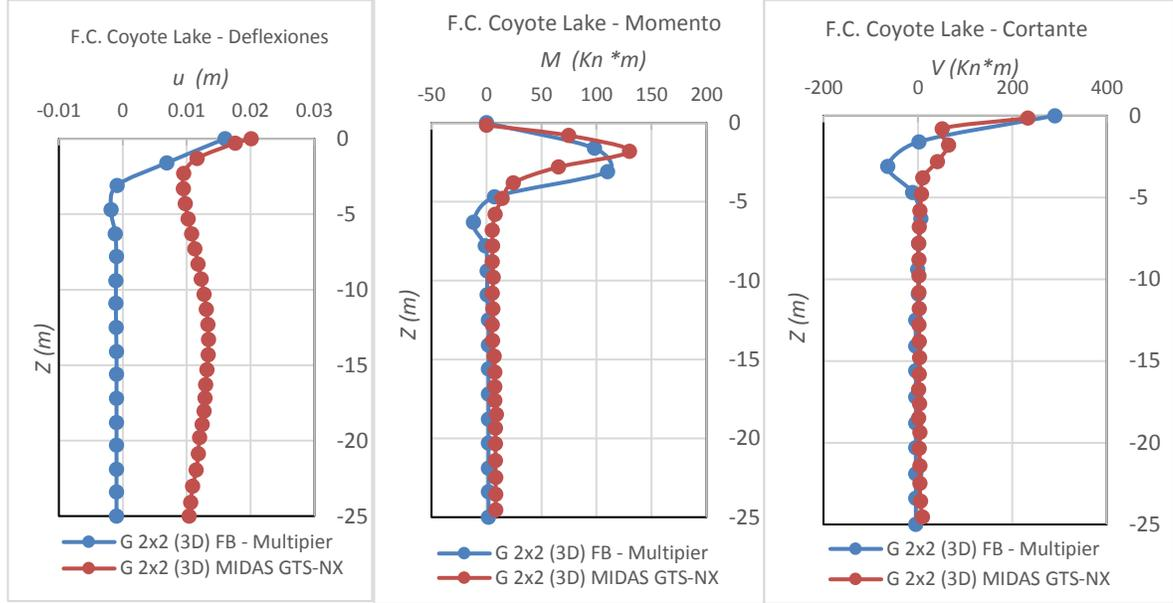 F.C. Coyote Lake - Deflexiones
u (m)
-0.01 0 0.01 0.02 0.03
0
-5
-10
-15
-20
-25
Z (m)
G 2x2 (3D) FB - Multipier
G 2x2 (3D) MIDAS GTS-NX
F.C. Coyote Lake - Momento
M (Kn *m)
-50 0 50 100 150 200
0
-5
-10
-15
-20
-25
Z (m)
G 2x2 (3D) FB - Multipier
G 2x2 (3D) MIDAS GTS-NX
F.C. Coyote Lake - Cortante
V (Kn*m)
-200 0 200 400
0
-5
-10
-15
-20
-25
Z (m)
G 2x2 (3D) FB - Multipier
G 2x2 (3D) MIDAS GTS-NX